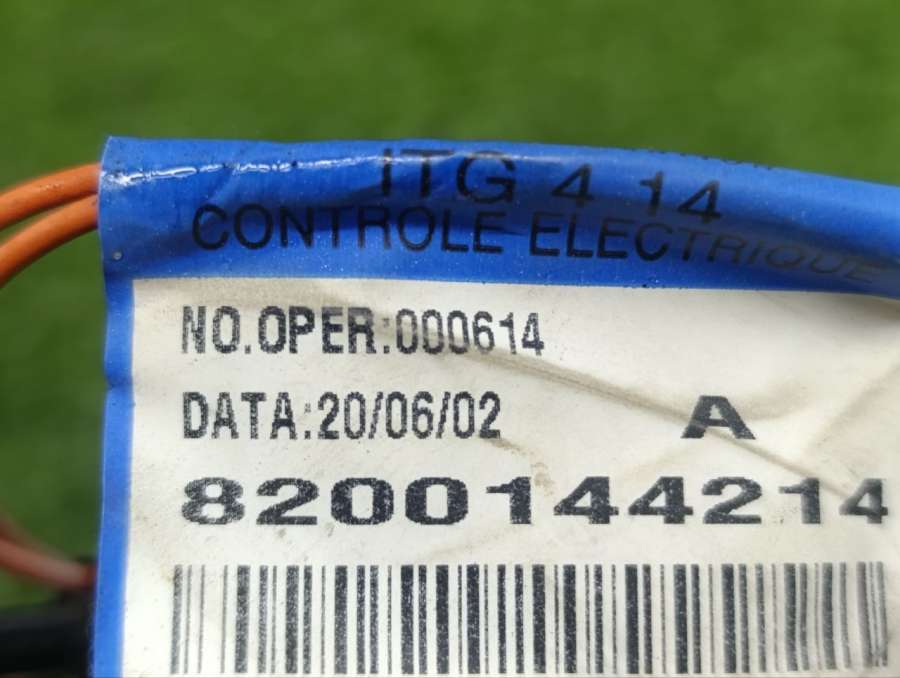 ITG 4 14
CONTROLE ELECTRIQUE
NO.OPER:000614
DATA:20/06/02 A
8200144214